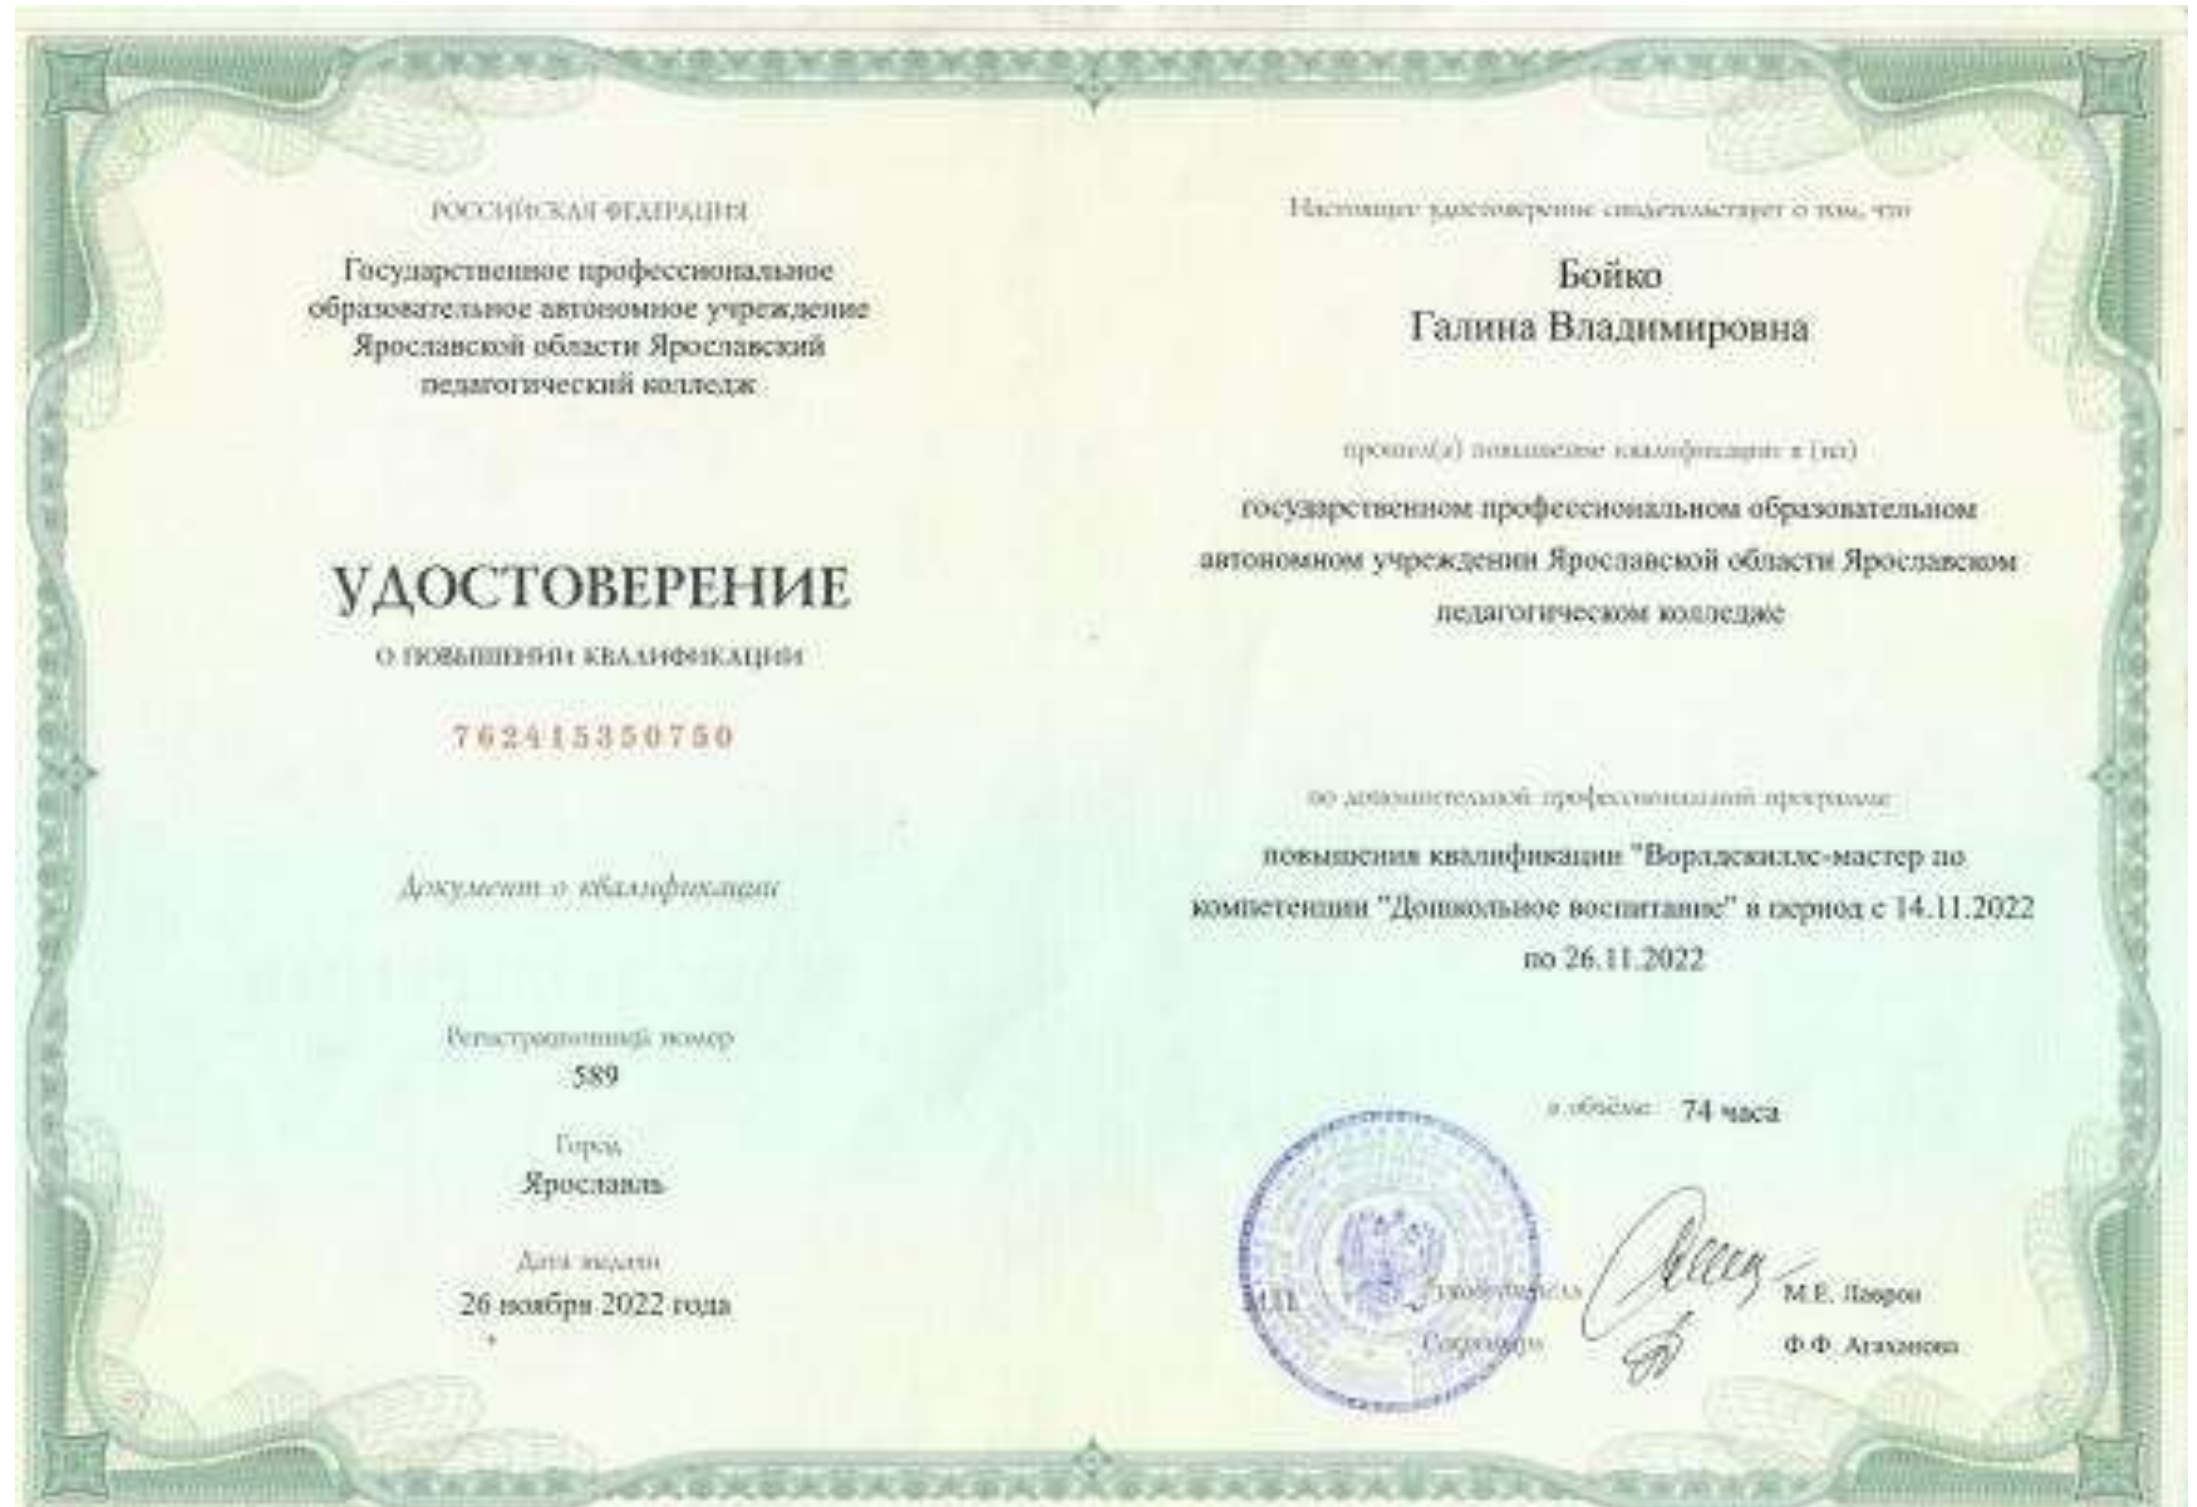 РОССИЙСКАЯ ФЕДЕРАЦИЯ
Государственное профессиональное
образовательное автономное учреждение
Ярославской области Ярославский
педагогический колледж
УДОСТОВЕРЕНИЕ
О ПОВЫШЕНИИ КВАЛИФИКАЦИИ
762415350750
Документ о квалификации
Регистрационный номер
589
Город
Ярославль
Дата выдачи
26 ноября 2022 года
Настоящее удостоверение свидетельствует о том, что
Бойко
Галина Владимировна
прошел(а) повышение квалификации в (на)
государственном профессиональном образовательном
автономном учреждении Ярославской области Ярославском
педагогическом колледже
по дополнительной профессиональной программе
повышения квалификации "Ворлдскиллс-мастер по
компетенции "Дошкольное воспитание" в период с 14.11.2022
по 26.11.2022
в объёме 74 часа
М.П.
Руководитель
М.Е. Лавров
Секретарь
Ф.Ф. Агаханова